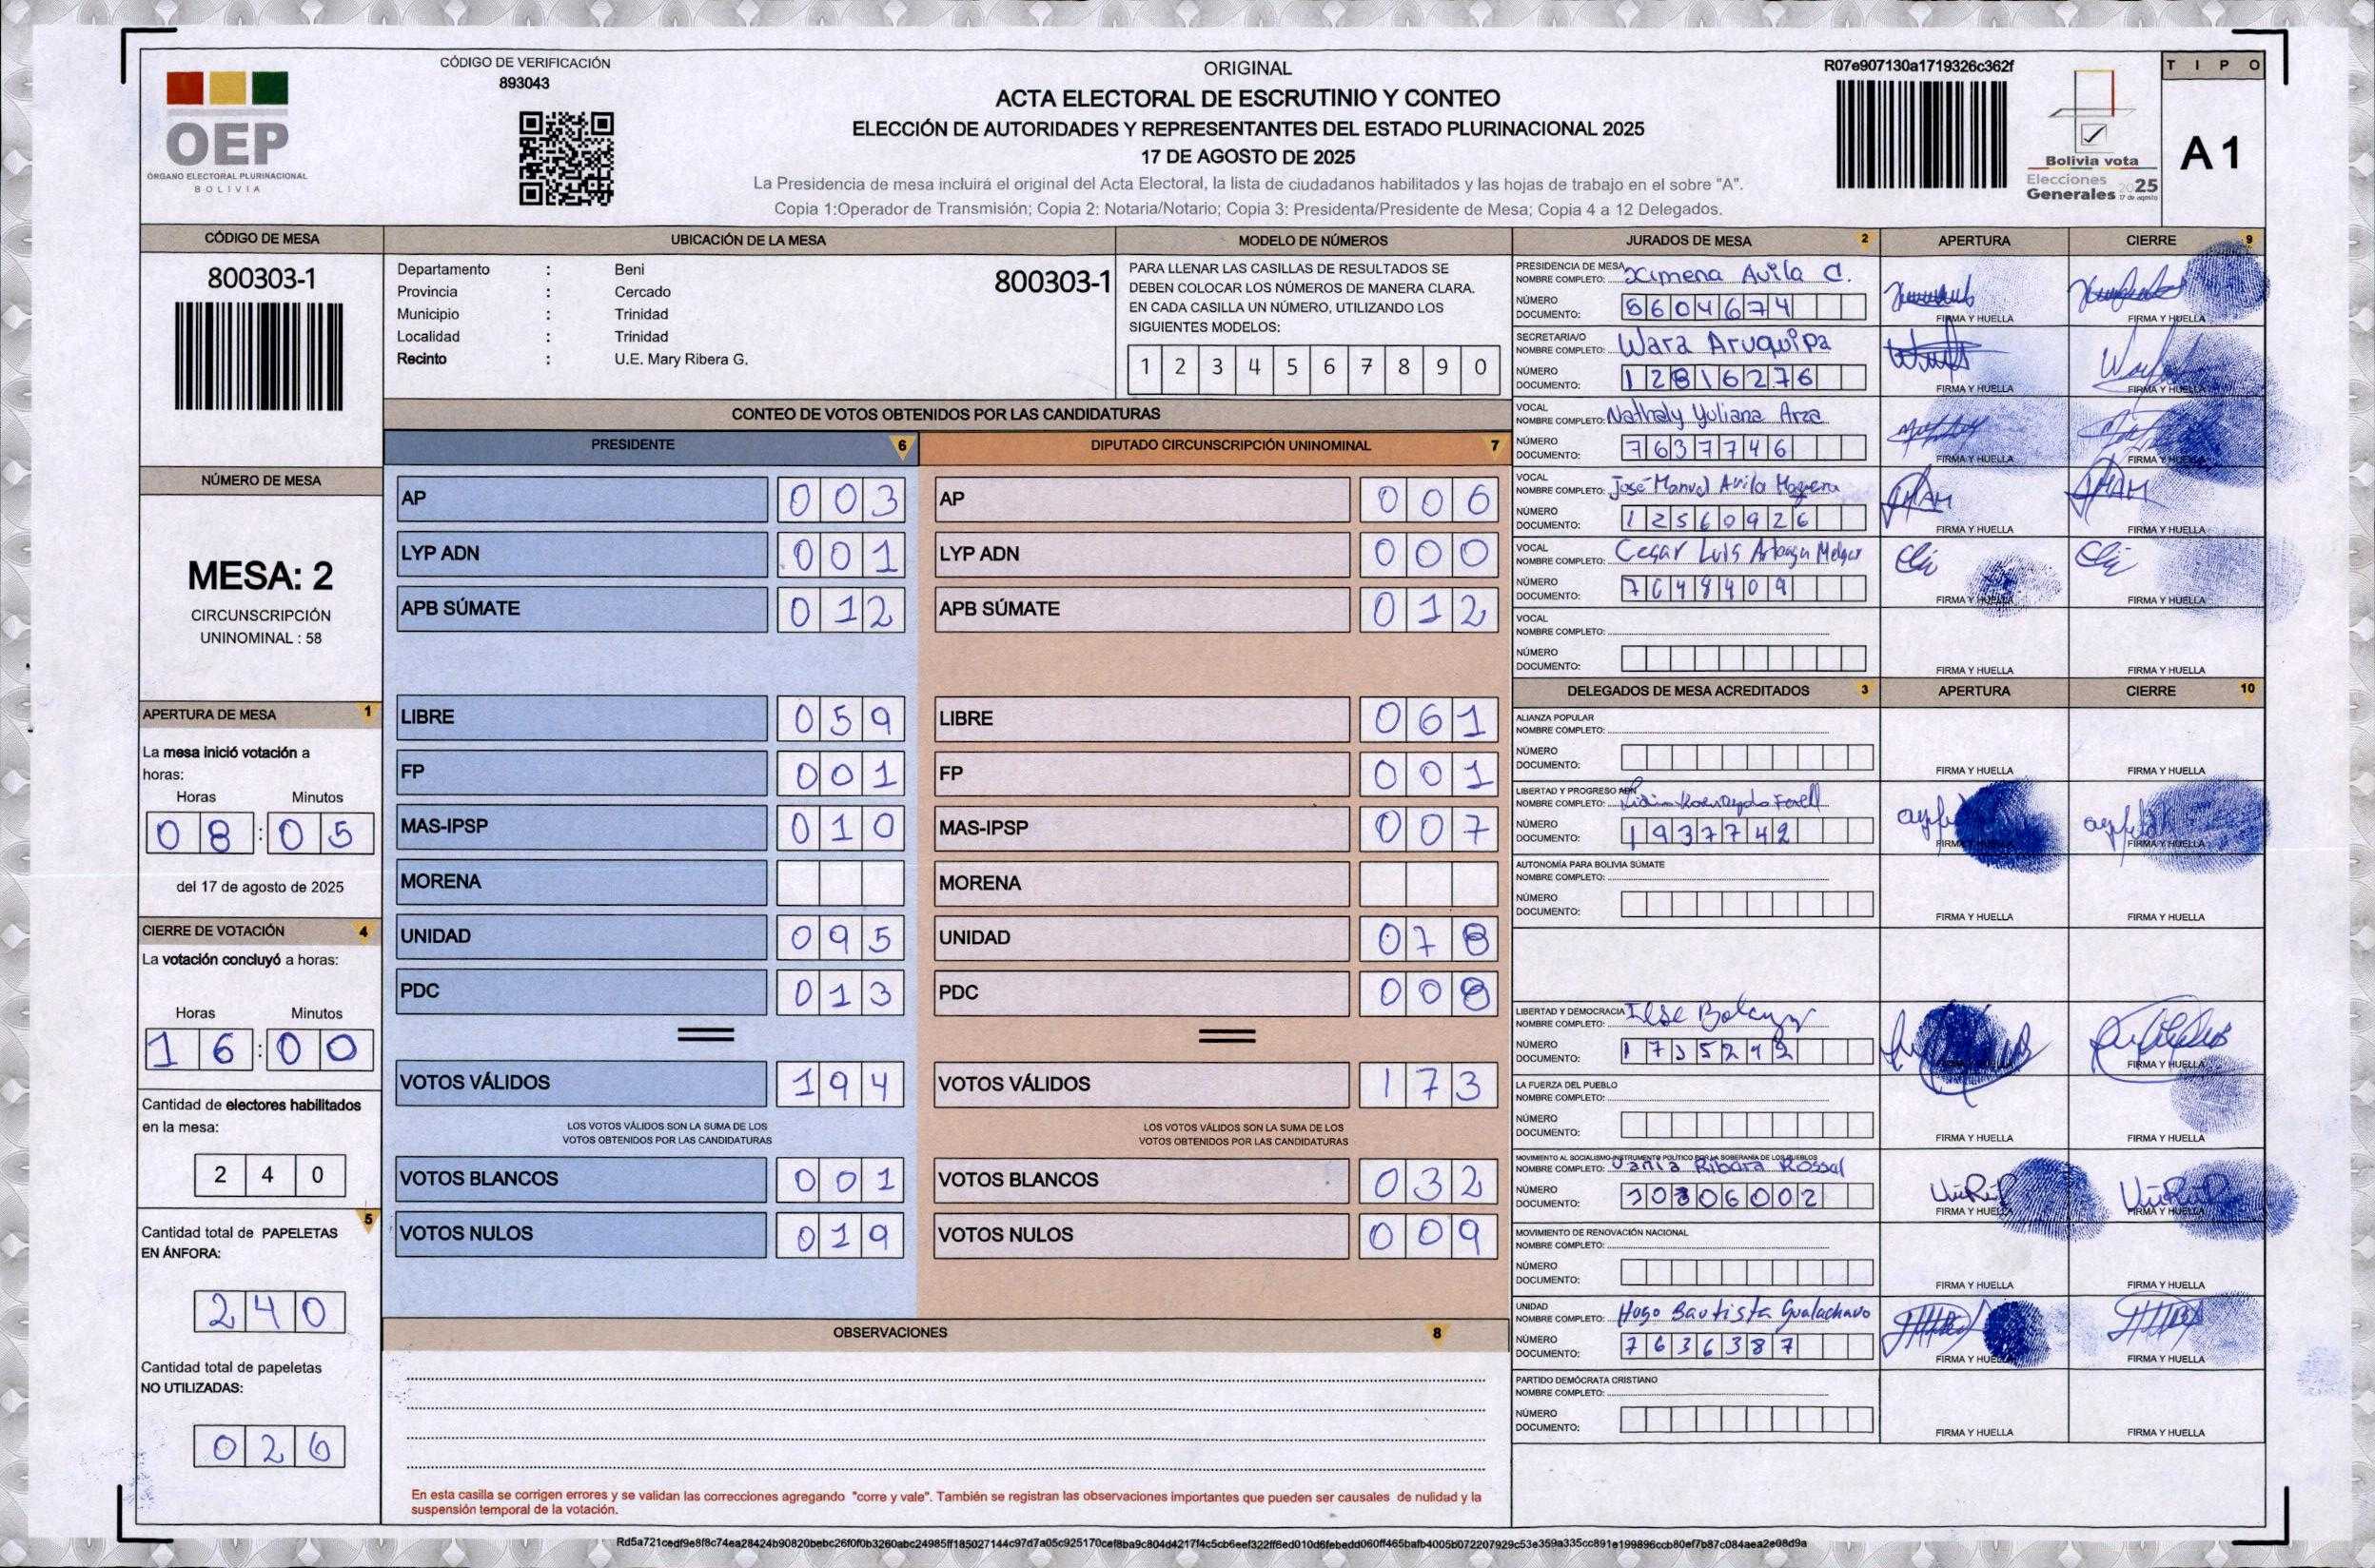 CÓDIGO DE VERIFICACIÓN
893043
OEP
ÓRGANO ELECTORAL PLURINACIONAL
BOLIVIA
ORIGINAL
ACTA ELECTORAL DE ESCRUTINIO Y CONTEO
ELECCIÓN DE AUTORIDADES Y REPRESENTANTES DEL ESTADO PLURINACIONAL 2025
17 DE AGOSTO DE 2025
La Presidencia de mesa incluirá el original del Acta Electoral, la lista de ciudadanos habilitados y las hojas de trabajo en el sobre "A".
Copia 1:Operador de Transmisión; Copia 2: Notaria/Notario; Copia 3: Presidenta/Presidente de Mesa; Copia 4 a 12 Delegados.
R07e907130a1719326c362f
Bolivia vota
Elecciones
Generales 2025
17 de agosto
TIPO
A1
CÓDIGO DE MESA
800303-1
NÚMERO DE MESA
MESA: 2
CIRCUNSCRIPCIÓN
UNINOMINAL : 58
APERTURA DE MESA 1
La mesa inició votación a
horas:
Horas Minutos
08:05
del 17 de agosto de 2025
CIERRE DE VOTACIÓN 4
La votación concluyó a horas:
Horas Minutos
16:00
Cantidad de electores habilitados
en la mesa:
240
5
Cantidad total de PAPELETAS
EN ÁNFORA:
240
Cantidad total de papeletas
NO UTILIZADAS:
026
UBICACIÓN DE LA MESA
Departamento : Beni
800303-1
Provincia : Cercado
Municipio : Trinidad
Localidad : Trinidad
Recinto : U.E. Mary Ribera G.
MODELO DE NÚMEROS
PARA LLENAR LAS CASILLAS DE RESULTADOS SE
DEBEN COLOCAR LOS NÚMEROS DE MANERA CLARA.
EN CADA CASILLA UN NÚMERO, UTILIZANDO LOS
SIGUIENTES MODELOS:
1 2 3 4 5 6 7 8 9 0
CONTEO DE VOTOS OBTENIDOS POR LAS CANDIDATURAS
PRESIDENTE 6 DIPUTADO CIRCUNSCRIPCIÓN UNINOMINAL 7
AP 003 AP 006
LYP ADN 001 LYP ADN 000
APB SÚMATE 012 APB SÚMATE 012
LIBRE 059 LIBRE 061
FP 001 FP 001
MAS-IPSP 010 MAS-IPSP 007
MORENA MORENA
UNIDAD 095 UNIDAD 078
PDC 013 PDC 008
VOTOS VÁLIDOS 194 VOTOS VÁLIDOS 173
LOS VOTOS VÁLIDOS SON LA SUMA DE LOS LOS VOTOS VÁLIDOS SON LA SUMA DE LOS
VOTOS OBTENIDOS POR LAS CANDIDATURAS VOTOS OBTENIDOS POR LAS CANDIDATURAS
VOTOS BLANCOS 001 VOTOS BLANCOS 032
VOTOS NULOS 019 VOTOS NULOS 009
OBSERVACIONES 8
En esta casilla se corrigen errores y se validan las correcciones agregando "corre y vale". También se registran las observaciones importantes que pueden ser causales de nulidad y la
suspensión temporal de la votación.
JURADOS DE MESA 2 APERTURA CIERRE 9
PRESIDENCIA DE MESA
NOMBRE COMPLETO: Ximena Avila C.
NÚMERO
DOCUMENTO: 5604674
FIRMA Y HUELLA FIRMA Y HUELLA
SECRETARIA/O
NOMBRE COMPLETO: Wara Aruquipa
NÚMERO
DOCUMENTO: 12816276
FIRMA Y HUELLA FIRMA Y HUELLA
VOCAL
NOMBRE COMPLETO: Nathaly Yuliana Arza
NÚMERO
DOCUMENTO: 7637746
FIRMA Y HUELLA FIRMA Y HUELLA
VOCAL
NOMBRE COMPLETO: José Manuel Avila
NÚMERO
DOCUMENTO: 12560926
FIRMA Y HUELLA FIRMA Y HUELLA
VOCAL
NOMBRE COMPLETO: Cesar Luis Arteaga Melgar
NÚMERO
DOCUMENTO: 7648409
FIRMA Y HUELLA FIRMA Y HUELLA
VOCAL
NOMBRE COMPLETO:
NÚMERO
DOCUMENTO:
FIRMA Y HUELLA FIRMA Y HUELLA
DELEGADOS DE MESA ACREDITADOS 3 APERTURA CIERRE 10
ALIANZA POPULAR
NOMBRE COMPLETO:
NÚMERO
DOCUMENTO:
FIRMA Y HUELLA FIRMA Y HUELLA
LIBERTAD Y PROGRESO ADN
NOMBRE COMPLETO:
NÚMERO
DOCUMENTO: 1937742
FIRMA Y HUELLA FIRMA Y HUELLA
AUTONOMÍA PARA BOLIVIA SÚMATE
NOMBRE COMPLETO:
NÚMERO
DOCUMENTO:
FIRMA Y HUELLA FIRMA Y HUELLA
LIBERTAD Y DEMOCRACIA
NOMBRE COMPLETO: Ilse
NÚMERO
DOCUMENTO: 1735292
FIRMA Y HUELLA FIRMA Y HUELLA
LA FUERZA DEL PUEBLO
NOMBRE COMPLETO:
NÚMERO
DOCUMENTO:
FIRMA Y HUELLA FIRMA Y HUELLA
MOVIMIENTO AL SOCIALISMO-INSTRUMENTO POLÍTICO POR LA SOBERANÍA DE LOS PUEBLOS
NOMBRE COMPLETO: Vania Ribara Rossal
NÚMERO
DOCUMENTO: 10806002
FIRMA Y HUELLA FIRMA Y HUELLA
MOVIMIENTO DE RENOVACIÓN NACIONAL
NOMBRE COMPLETO:
NÚMERO
DOCUMENTO:
FIRMA Y HUELLA FIRMA Y HUELLA
UNIDAD
NOMBRE COMPLETO: Hugo Bautista Gualachavo
NÚMERO
DOCUMENTO: 7636387
FIRMA Y HUELLA FIRMA Y HUELLA
PARTIDO DEMÓCRATA CRISTIANO
NOMBRE COMPLETO:
NÚMERO
DOCUMENTO:
FIRMA Y HUELLA FIRMA Y HUELLA